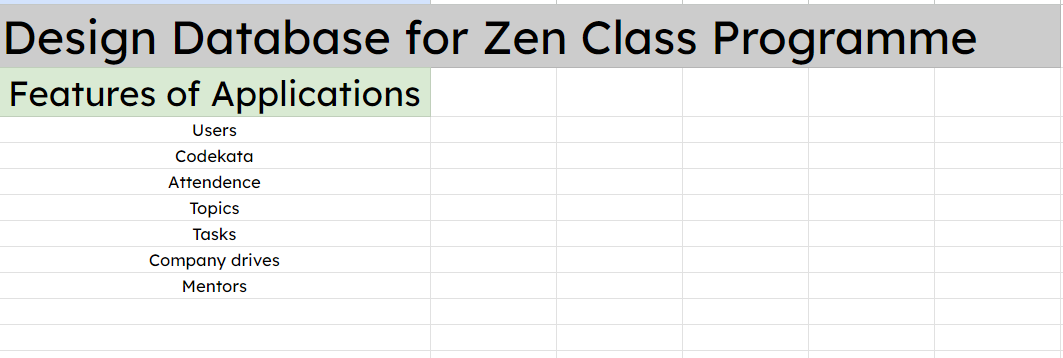 Design Database for Zen Class Programme
Features of Applications
Users
Codekata
Attendence
Topics
Tasks
Company drives
Mentors